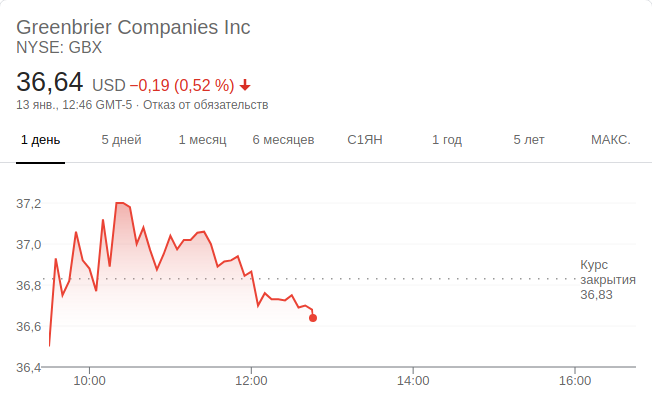 Greenbrier Companies Inc
NYSE: GBX
36,64 USD −0,19 (0,52 %)
13 янв., 12:46 GMT-5 · Отказ от обязательств
1 день 5 дней 1 месяц 6 месяцев С1ЯН 1 год 5 лет МАКС.
37,2
37,0
Курс
закрытия
36,83
36,8
36,6
36,4
10:00 12:00 14:00 16:00